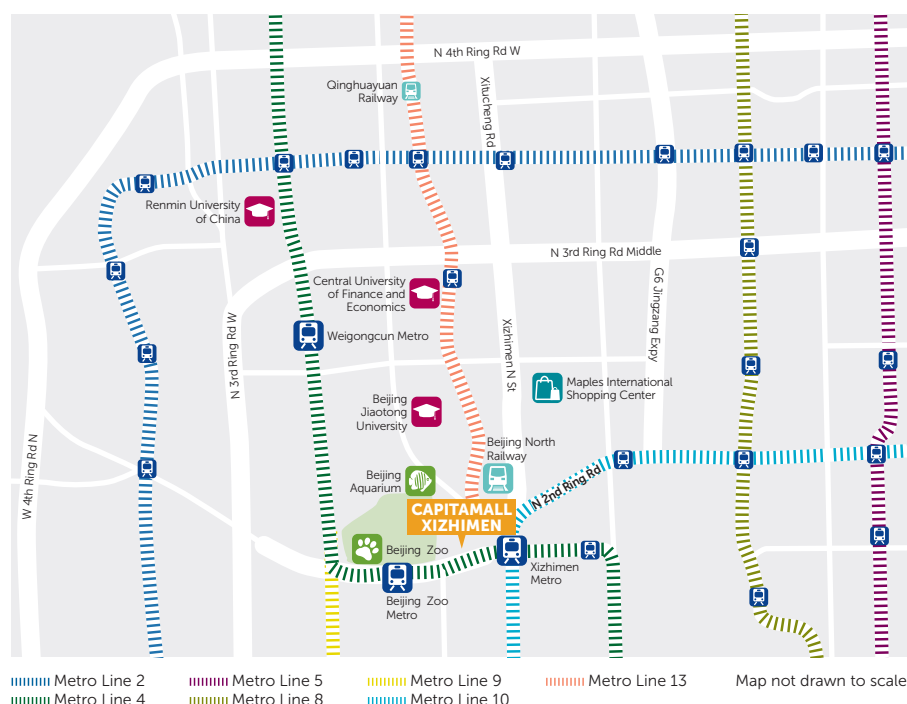 N 4th Ring Rd W
Qinghuayuan
Railway
Xitucheng Rd
Renmin University
of China
N 3rd Ring Rd Middle
Central University
of Finance and
Economics
G6 Jingzang Expy
N 3rd Ring Rd W
Weigongcun Metro
Xizhimen N St
Maples International
Shopping Center
Beijing
Jiaotong
University
W 4th Ring Rd N
Beijing North
Railway
Beijing
Aquarium
N 2nd Ring Rd
CAPITAMALL
XIZHIMEN
Beijing Zoo
Xizhimen
Metro
Beijing Zoo
Metro
Metro Line 2
Metro Line 5
Metro Line 9
Metro Line 13
Map not drawn to scale
Metro Line 4
Metro Line 8
Metro Line 10